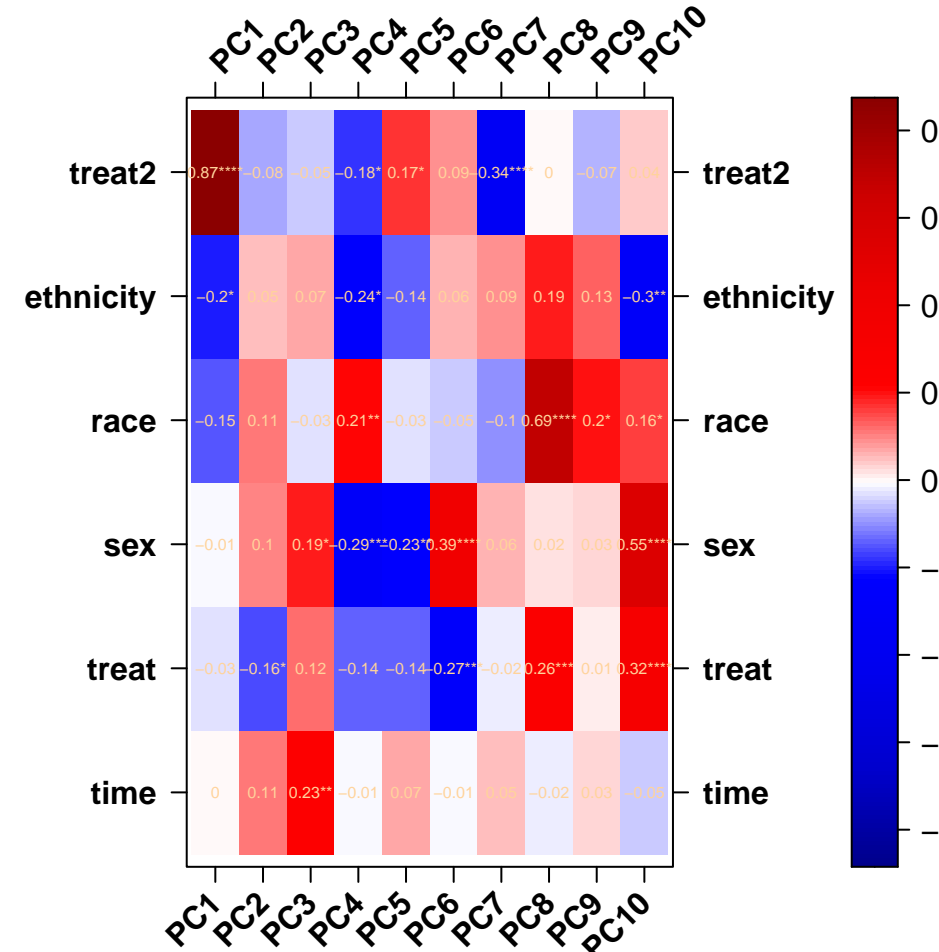 PC1 PC2 PC3 PC4 PC5 PC6 PC7 PC8 PC9 PC10
treat2 0.87**** −0.08 −0.05 −0.18* 0.17* 0.09 −0.34**** 0 −0.07 treat2
ethnicity −0.2* 0.05 0.07 −0.24* −0.14 0.06 0.09 0.19 0.13 −0.3** ethnicity
race −0.15 0.11 −0.03 0.21** −0.03 −0.05 −0.1 0.69**** 0.2* 0.16* race
sex −0.01 0.1 0.19* −0.29*** −0.23** 0.39**** 0.06 0.02 0.03 0.55**** sex
treat −0.03 −0.16* 0.12 −0.14 −0.14 −0.27*** −0.02 0.26*** 0.01 0.32**** treat
time 0 0.11 0.23** −0.01 0.07 −0.01 0.05 −0.02 0.03 −0.05 time
PC1 PC2 PC3 PC4 PC5 PC6 PC7 PC8 PC9 PC10
0
0
0
0
0
−
−
−
−